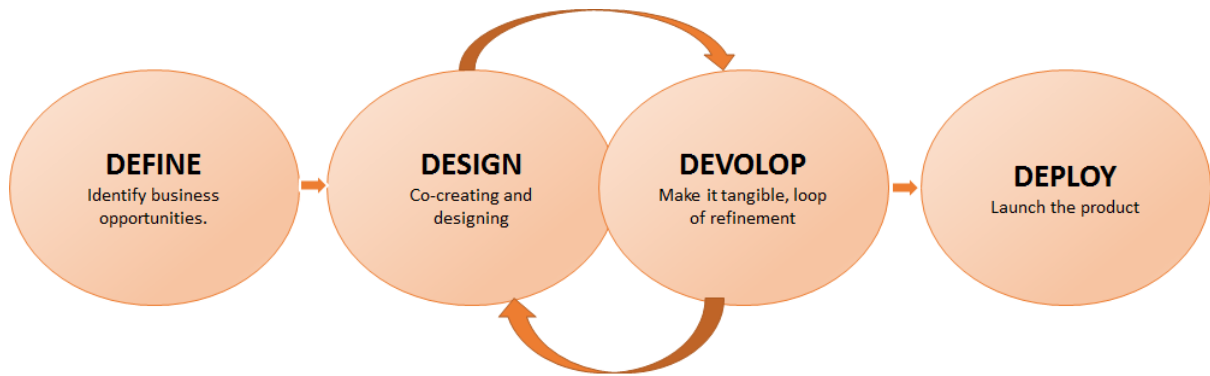 DEFINE
Identify business
opportunities.
DESIGN
Co-creating and
designing
DEVOLOP
Make it tangible, loop
of refinement
DEPLOY
Launch the product